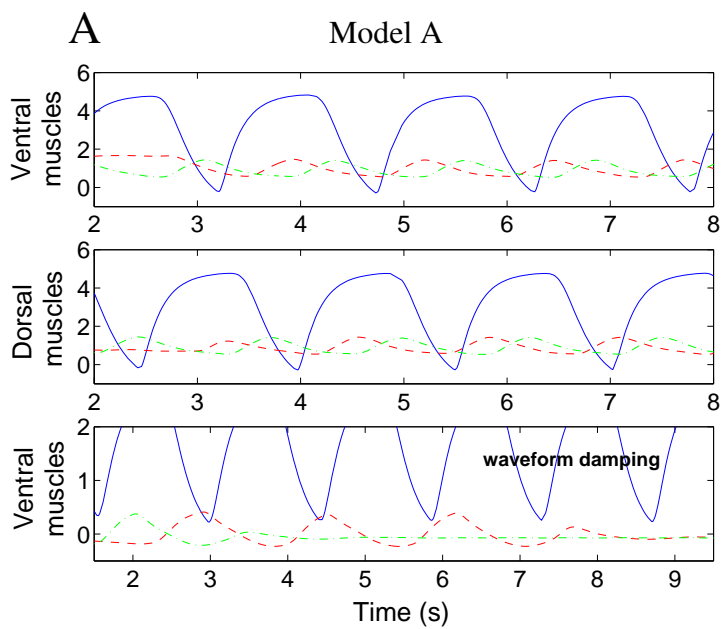 A
Model A
Ventral
muscles
6
4
2
0
2 3 4 5 6 7 8
Dorsal
muscles
6
4
2
0
2 3 4 5 6 7 8
Ventral
muscles
2
1
0
waveform damping
2 3 4 5 6 7 8 9
Time (s)